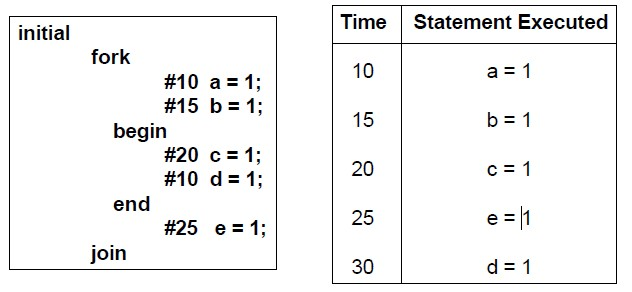 initial
fork
#10 a = 1;
#15 b = 1;
begin
#20 c = 1;
#10 d = 1;
end
#25 e = 1;
join
Time Statement Executed
10 a = 1
15 b = 1
20 c = 1
25 e = 1
30 d = 1